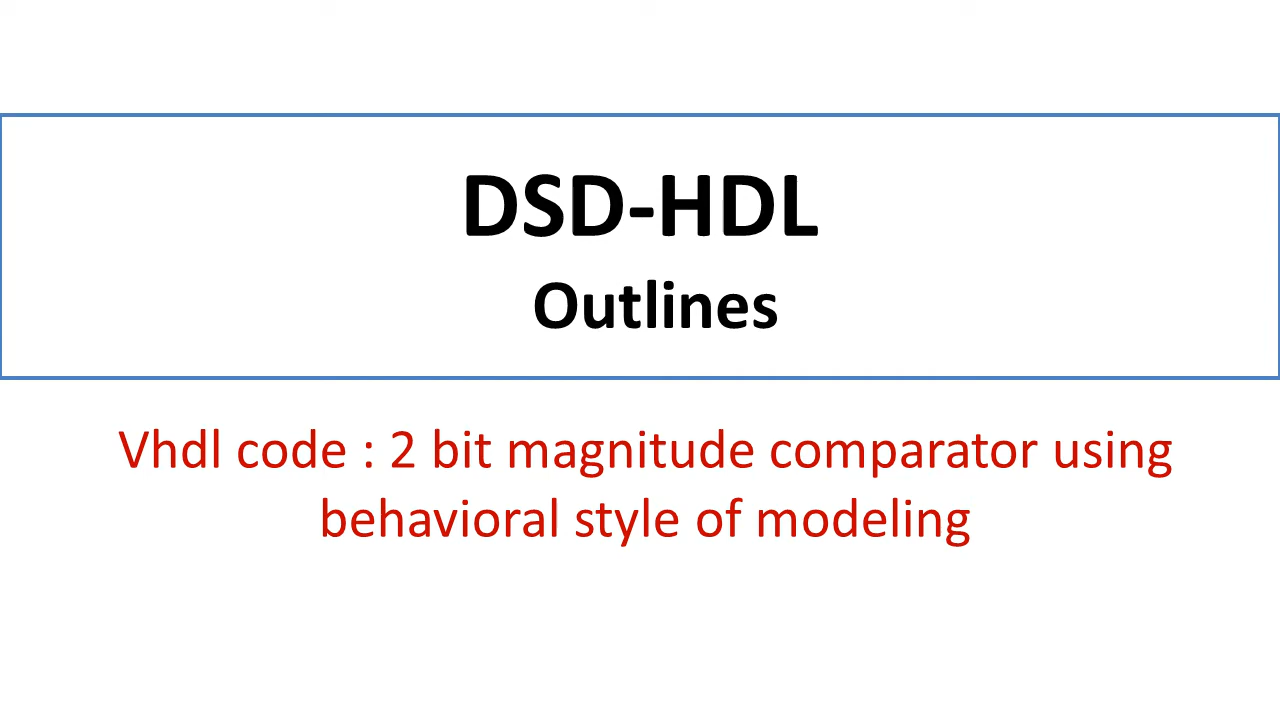 DSD-HDL
Outlines
Vhdl code : 2 bit magnitude comparator using
behavioral style of modeling